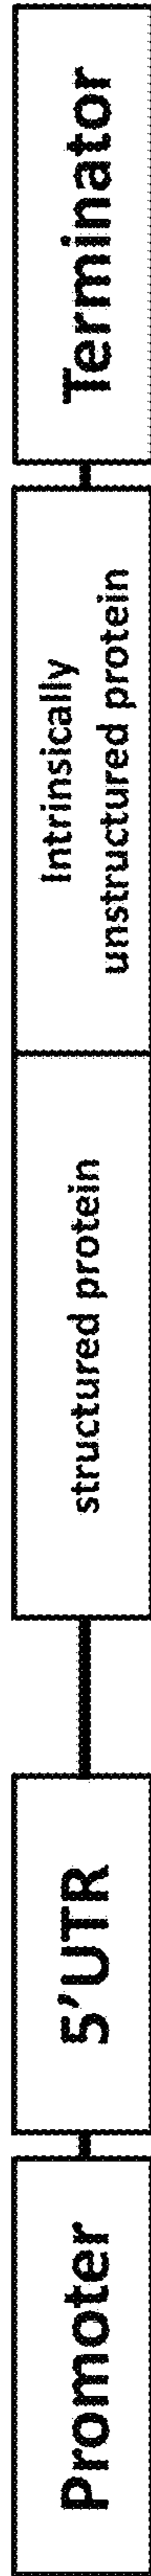 Promoter
5'UTR
structured protein
Intrinsically
unstructured protein
Terminator